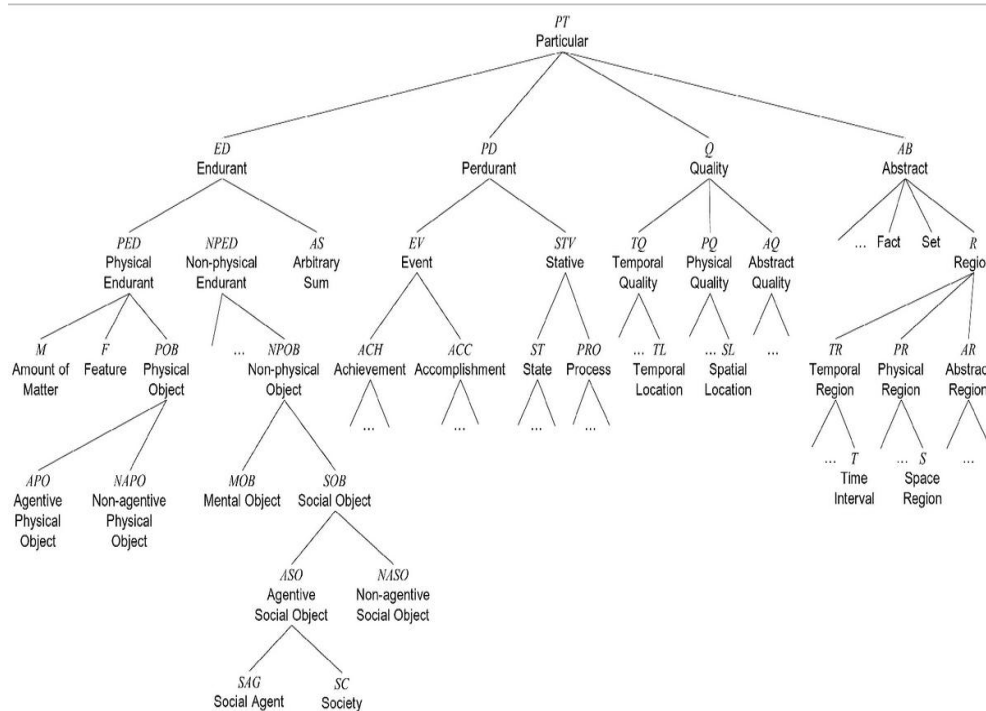 PT
Particular
ED PD Q AB
Endurant Perdurant Quality Abstract
PED NPED AS EV STV TQ PQ AQ ... Fact Set R
Physical Non-physical Arbitrary Event Stative Temporal Physical Abstract Region
Endurant Endurant Sum Quality Quality Quality
M F POB ... NPOB ACH ACC ST PRO ... TL ... SL ... TR PR AR
Amount of Feature Physical Non-physical Achievement Accomplishment State Process Temporal Spatial Temporal Physical Abstract
Matter Object Object Location Location Region Region Region
... ... ... ...
APO NAPO MOB SOB ... T ... S ...
Agentive Non-agentive Mental Object Social Object Time Space
Physical Physical Interval Region
Object Object
ASO NASO
Agentive Non-agentive
Social Object Social Object
SAG SC
Social Agent Society